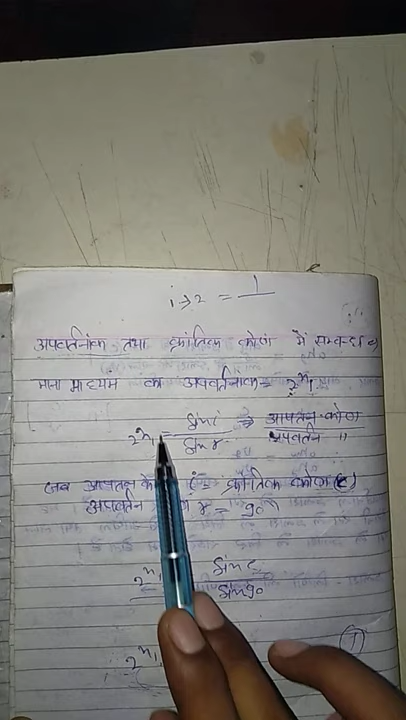 i→2 = 1/
अपवर्तनांक तथा क्रांतिक कोण में सम्बन्ध
माना माध्यम का अपवर्तनांक = ₂n₁
₂n₁ = sin i / sin r ⇒ आपतन कोण / अपवर्तन "
जब आपतन को i = क्रांतिक कोण (c)
अपवर्तन r = 90°
₂n₁ = sin c / sin 90
₂n₁
(1)